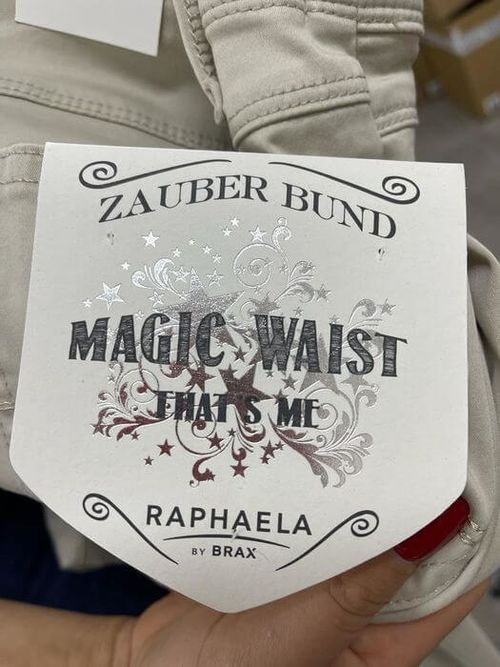 ZAUBER BUND
MAGIC WAIST
THAT'S ME
RAPHAELA
BY BRAX